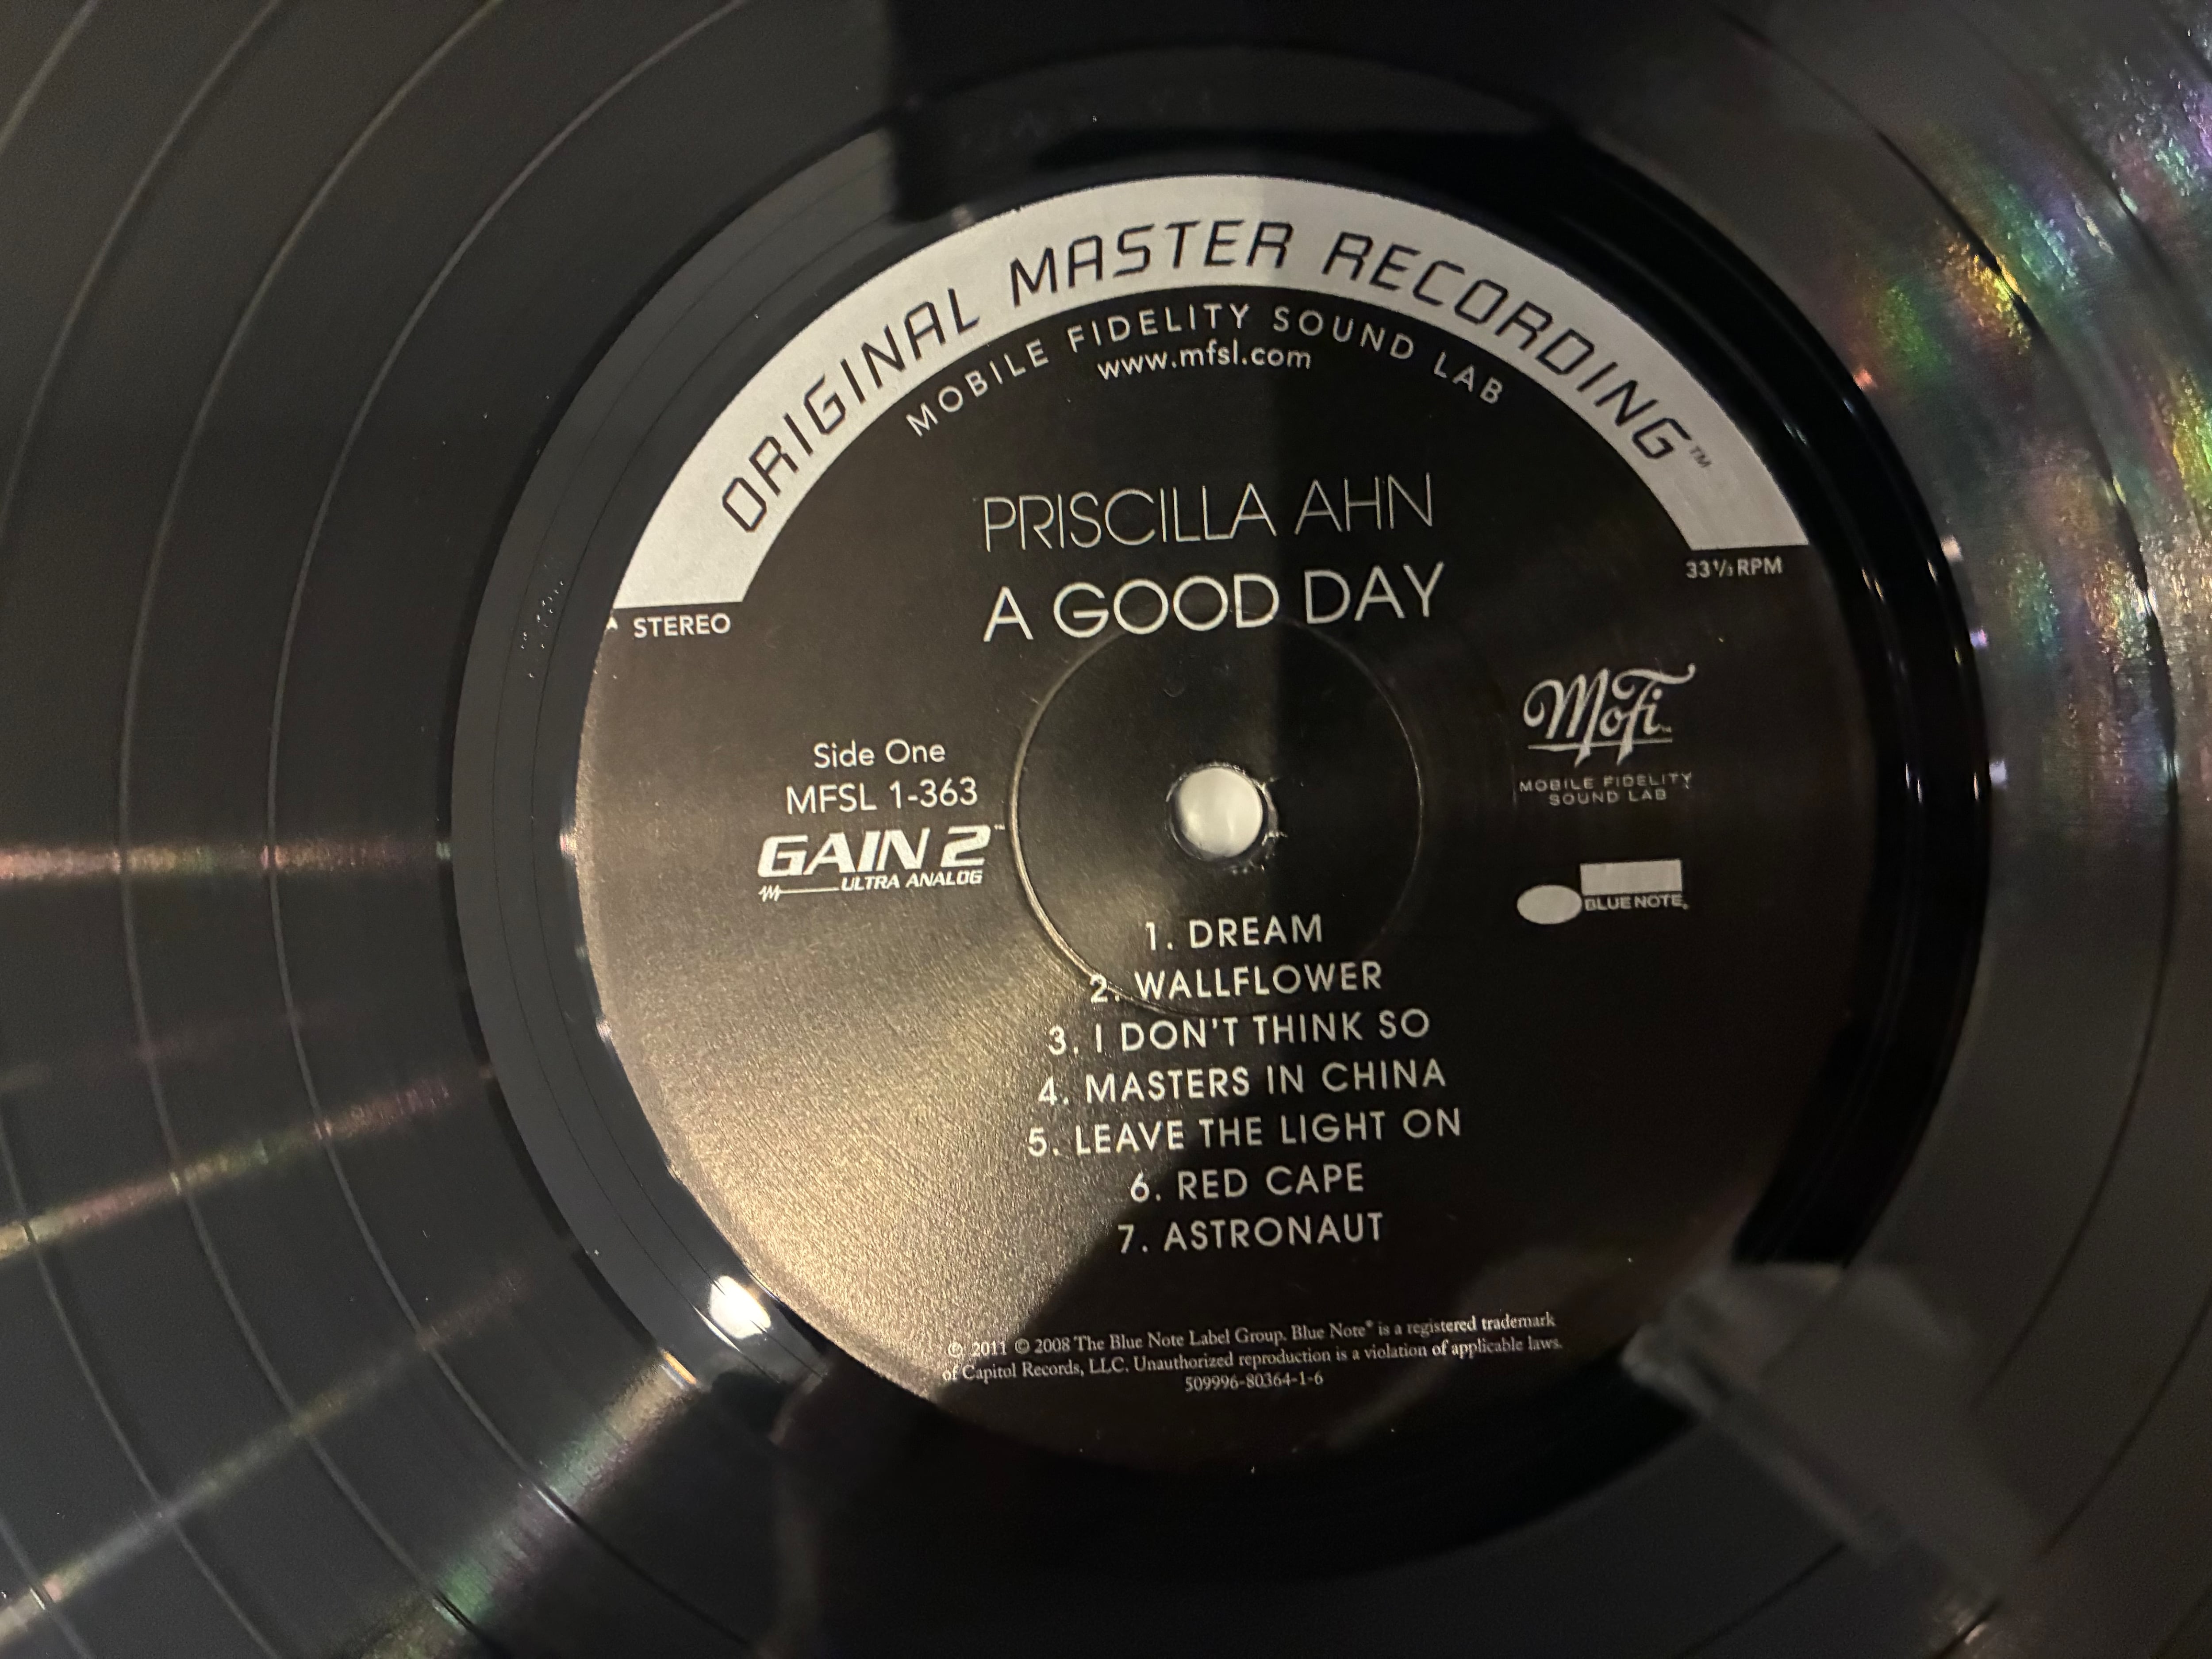 ORIGINAL MASTER RECORDING™
MOBILE FIDELITY SOUND LAB
www.mfsl.com
PRISCILLA AHN
A GOOD DAY
STEREO
33⅓ RPM
MoFi™
MOBILE FIDELITY
SOUND LAB
Side One
MFSL 1-363
GAIN 2™
ULTRA ANALOG
BLUE NOTE®
1. DREAM
2. WALLFLOWER
3. I DON'T THINK SO
4. MASTERS IN CHINA
5. LEAVE THE LIGHT ON
6. RED CAPE
7. ASTRONAUT
℗ 2011 © 2008 The Blue Note Label Group. Blue Note® is a registered trademark
of Capitol Records, LLC. Unauthorized reproduction is a violation of applicable laws.
509996-80364-1-6